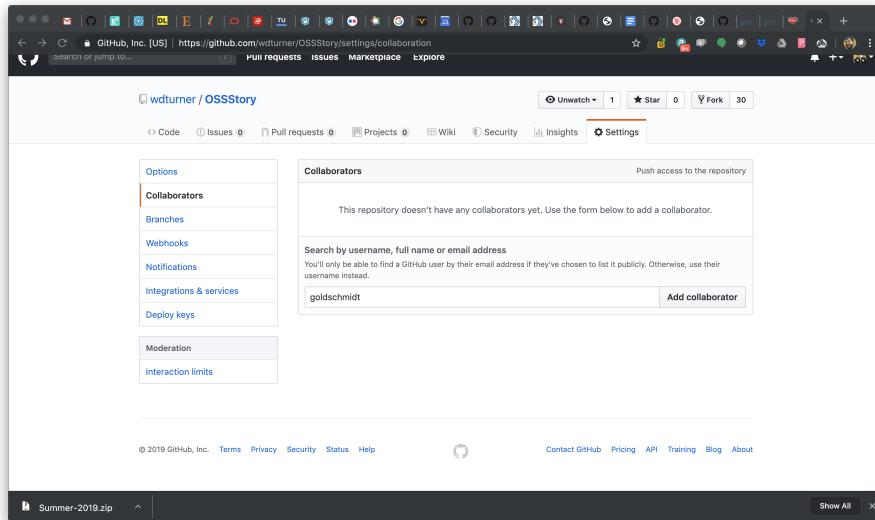 GitHub, Inc. [US] | https://github.com/wdturner/OSSStory/settings/collaboration
Search or jump to... / Pull requests Issues Marketplace Explore
wdturner / OSSStory Unwatch 1 Star 0 Fork 30
Code Issues 0 Pull requests 0 Projects 0 Wiki Security Insights Settings
Options
Collaborators
Branches
Webhooks
Notifications
Integrations & services
Deploy keys
Moderation
Interaction limits
Collaborators Push access to the repository
This repository doesn't have any collaborators yet. Use the form below to add a collaborator.
Search by username, full name or email address
You'll only be able to find a GitHub user by their email address if they've chosen to list it publicly. Otherwise, use their
username instead.
goldschmidt Add collaborator
© 2019 GitHub, Inc. Terms Privacy Security Status Help Contact GitHub Pricing API Training Blog About
Summer-2019.zip Show All